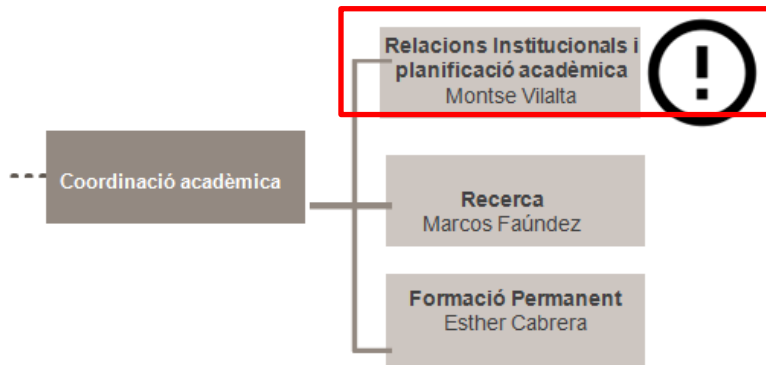 Relacions Institucionals i
planificació acadèmica
Montse Vilalta
Coordinació acadèmica
Recerca
Marcos Faúndez
Formació Permanent
Esther Cabrera